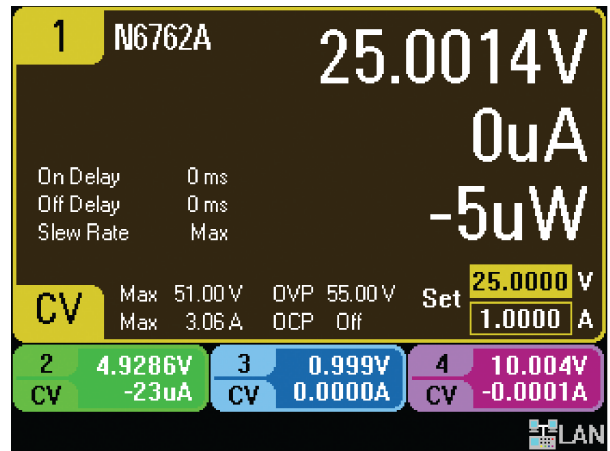 1 N6762A 25.0014V
0uA
-5uW
On Delay 0 ms
Off Delay 0 ms
Slew Rate Max
CV Max 51.00 V OVP 55.00 V Set 25.0000 V
Max 3.06 A OCP Off 1.0000 A
2 4.9286V 3 0.999V 4 10.004V
CV -23uA CV 0.0000A CV -0.0001A
LAN